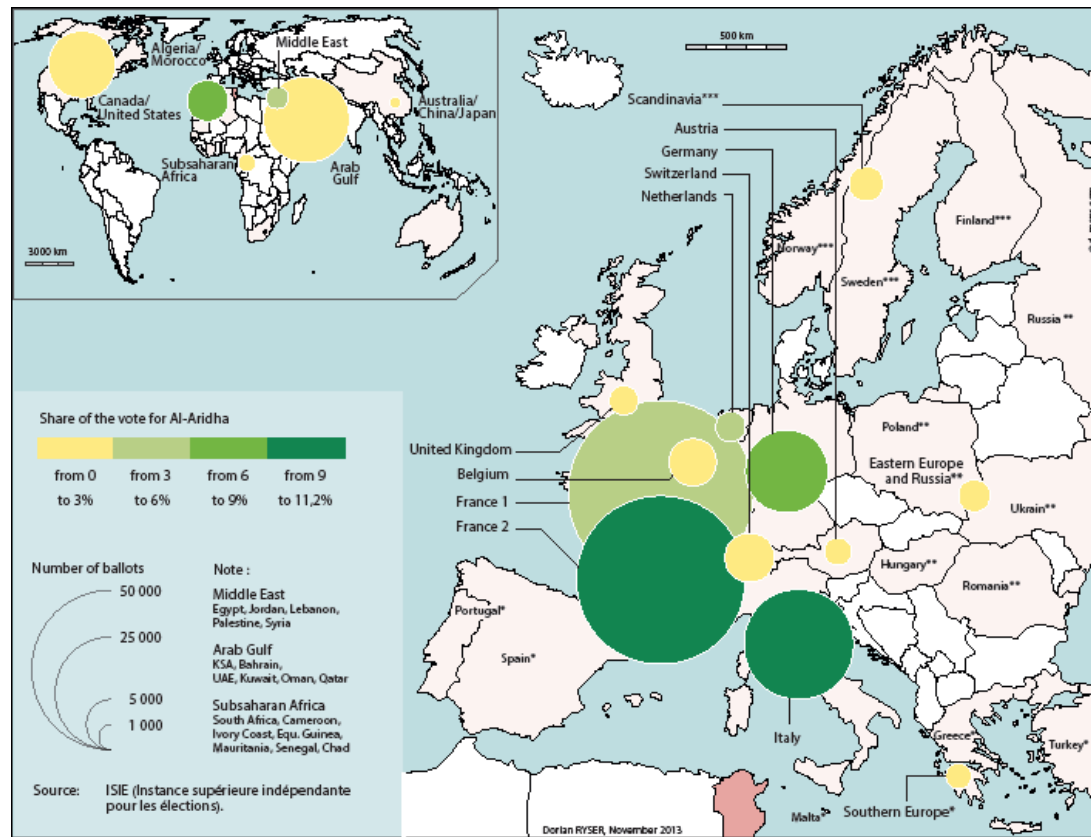 Algeria/
Morocco
Middle East
Canada/
United States
Australia/
China/Japan
Subsaharan
Africa
Arab
Gulf
3000 km
500 km
Scandinavia***
Austria
Germany
Switzerland
Netherlands
Finland***
Norway***
Sweden***
Russia **
Share of the vote for Al-Aridha
from 0
to 3%
from 3
to 6%
from 6
to 9%
from 9
to 11,2%
United Kingdom
Belgium
France 1
France 2
Poland**
Eastern Europe
and Russia**
Ukrain**
Hungary**
Romania**
Number of ballots
50 000
25 000
5 000
1 000
Note :
Middle East
Egypt, Jordan, Lebanon,
Palestine, Syria
Arab Gulf
KSA, Bahrain,
UAE, Kuwait, Oman, Qatar
Subsaharan Africa
South Africa, Cameroon,
Ivory Coast, Equ. Guinea,
Mauritania, Senegal, Chad
Portugal*
Spain*
Italy
Greece*
Turkey*
Malta*
Southern Europe*
Source: ISIE (Instance supérieure indépendante
pour les élections).
Dorian RYSER, November 2013